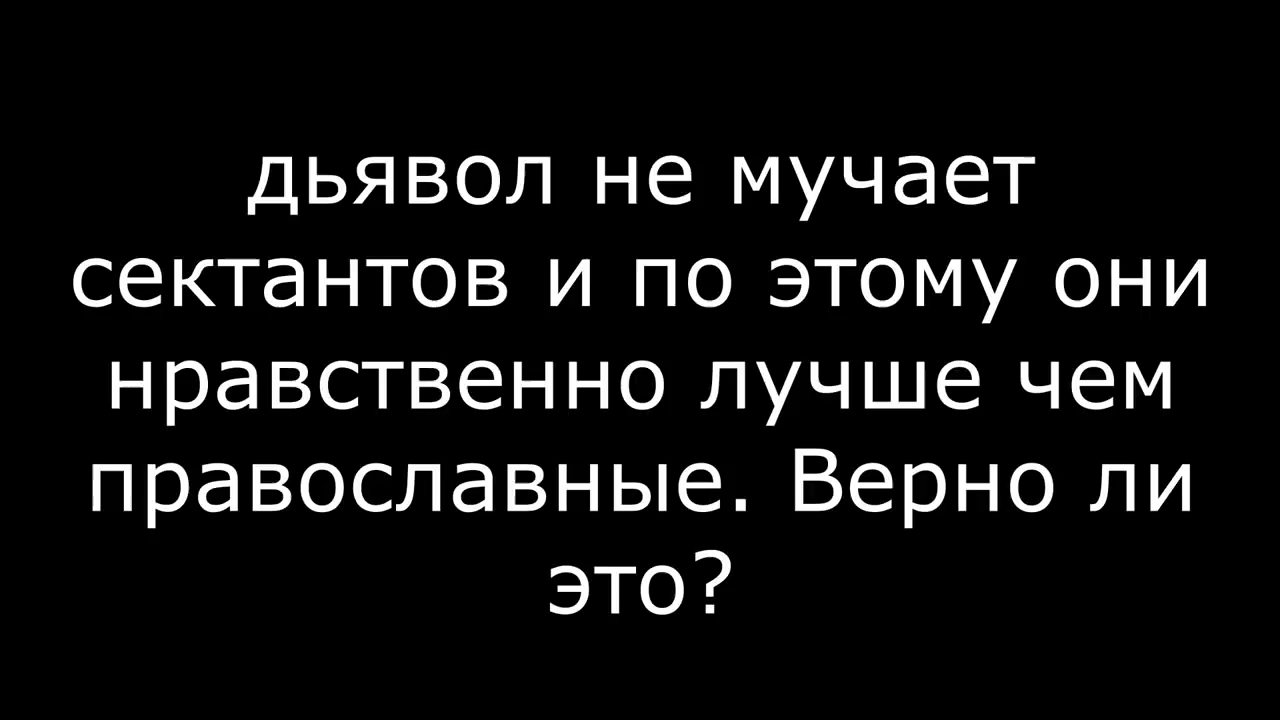 дьявол не мучает
сектантов и по этому они
нравственно лучше чем
православные. Верно ли
это?